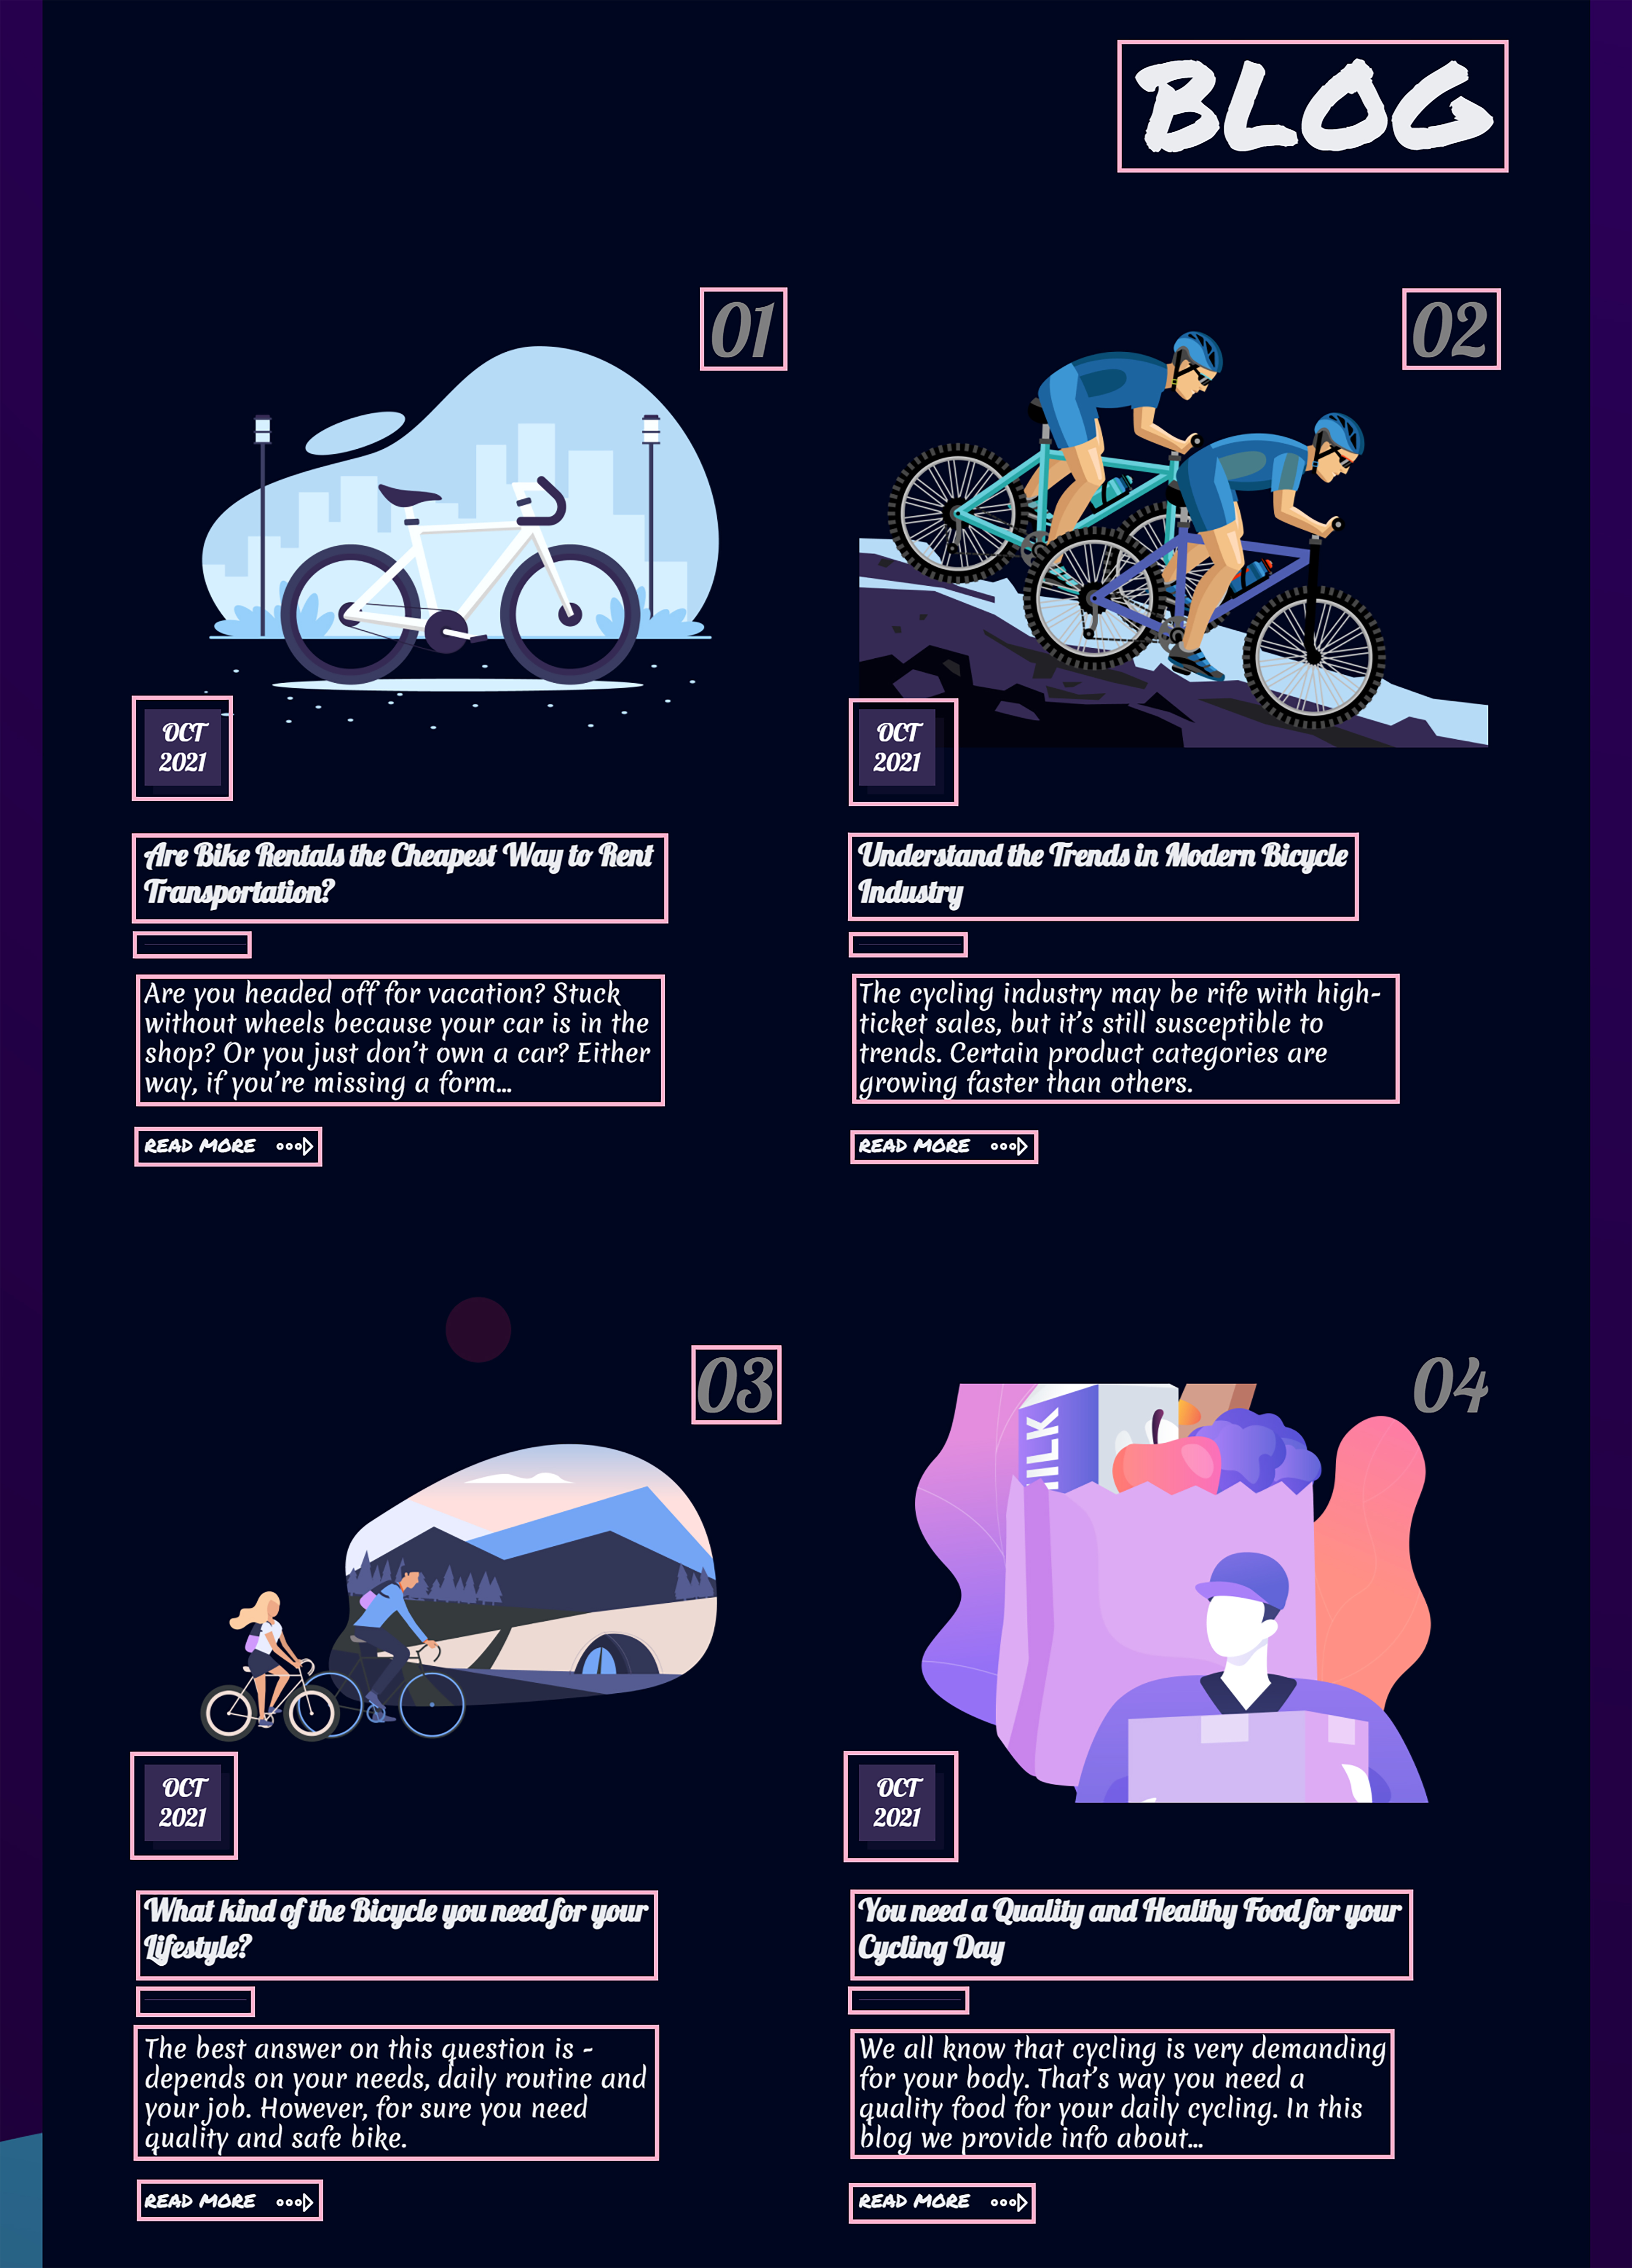 BLOG
01
OCT
2021
Are Bike Rentals the Cheapest Way to Rent
Transportation?
Are you headed off for vacation? Stuck
without wheels because your car is in the
shop? Or you just don't own a car? Either
way, if you're missing a form...
READ MORE
02
OCT
2021
Understand the Trends in Modern Bicycle
Industry
The cycling industry may be rife with high-
ticket sales, but it's still susceptible to
trends. Certain product categories are
growing faster than others.
READ MORE
03
OCT
2021
What kind of the Bicycle you need for your
Lifestyle?
The best answer on this question is -
depends on your needs, daily routine and
your job. However, for sure you need
quality and safe bike.
READ MORE
04
ILK
OCT
2021
You need a Quality and Healthy Food for your
Cycling Day
We all know that cycling is very demanding
for your body. That's way you need a
quality food for your daily cycling. In this
blog we provide info about...
READ MORE